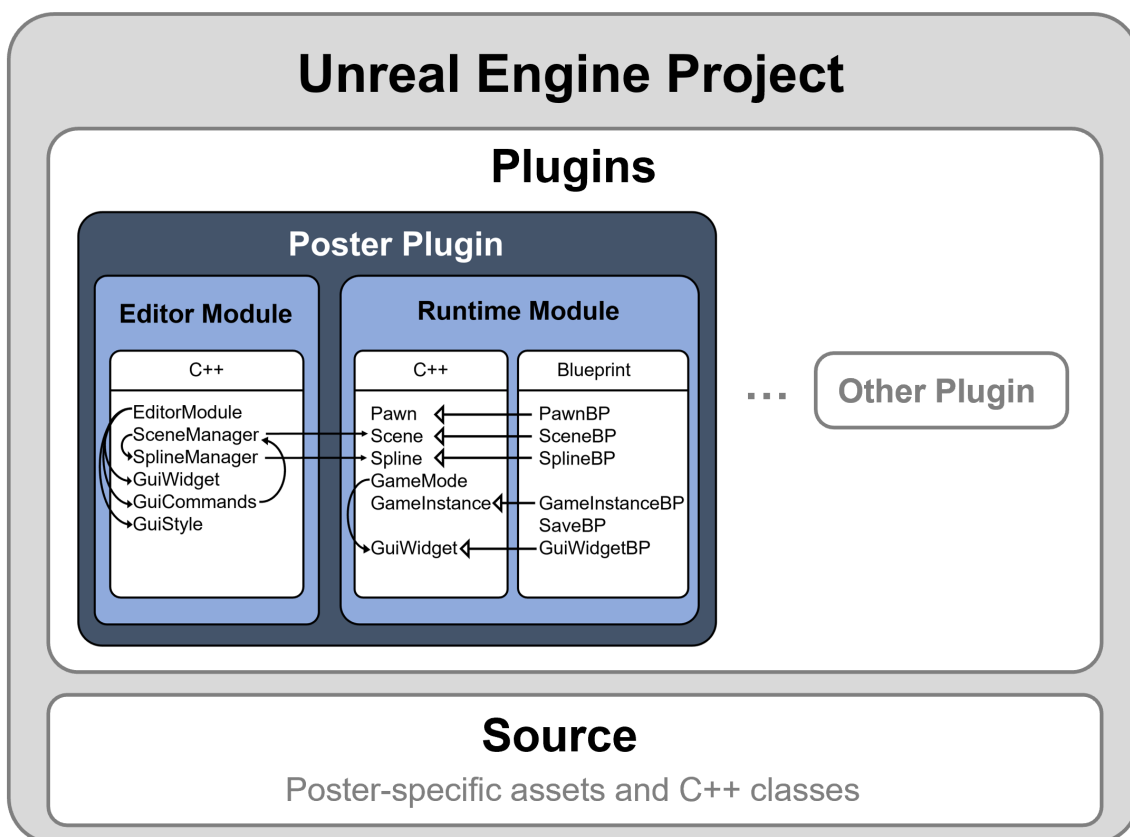 Unreal Engine Project
Plugins
Poster Plugin
Editor Module
C++
EditorModule
SceneManager
SplineManager
GuiWidget
GuiCommands
GuiStyle
Runtime Module
C++
Pawn
Scene
Spline
GameMode
GameInstance
GuiWidget
Blueprint
PawnBP
SceneBP
SplineBP
GameInstanceBP
SaveBP
GuiWidgetBP
...
Other Plugin
Source
Poster-specific assets and C++ classes